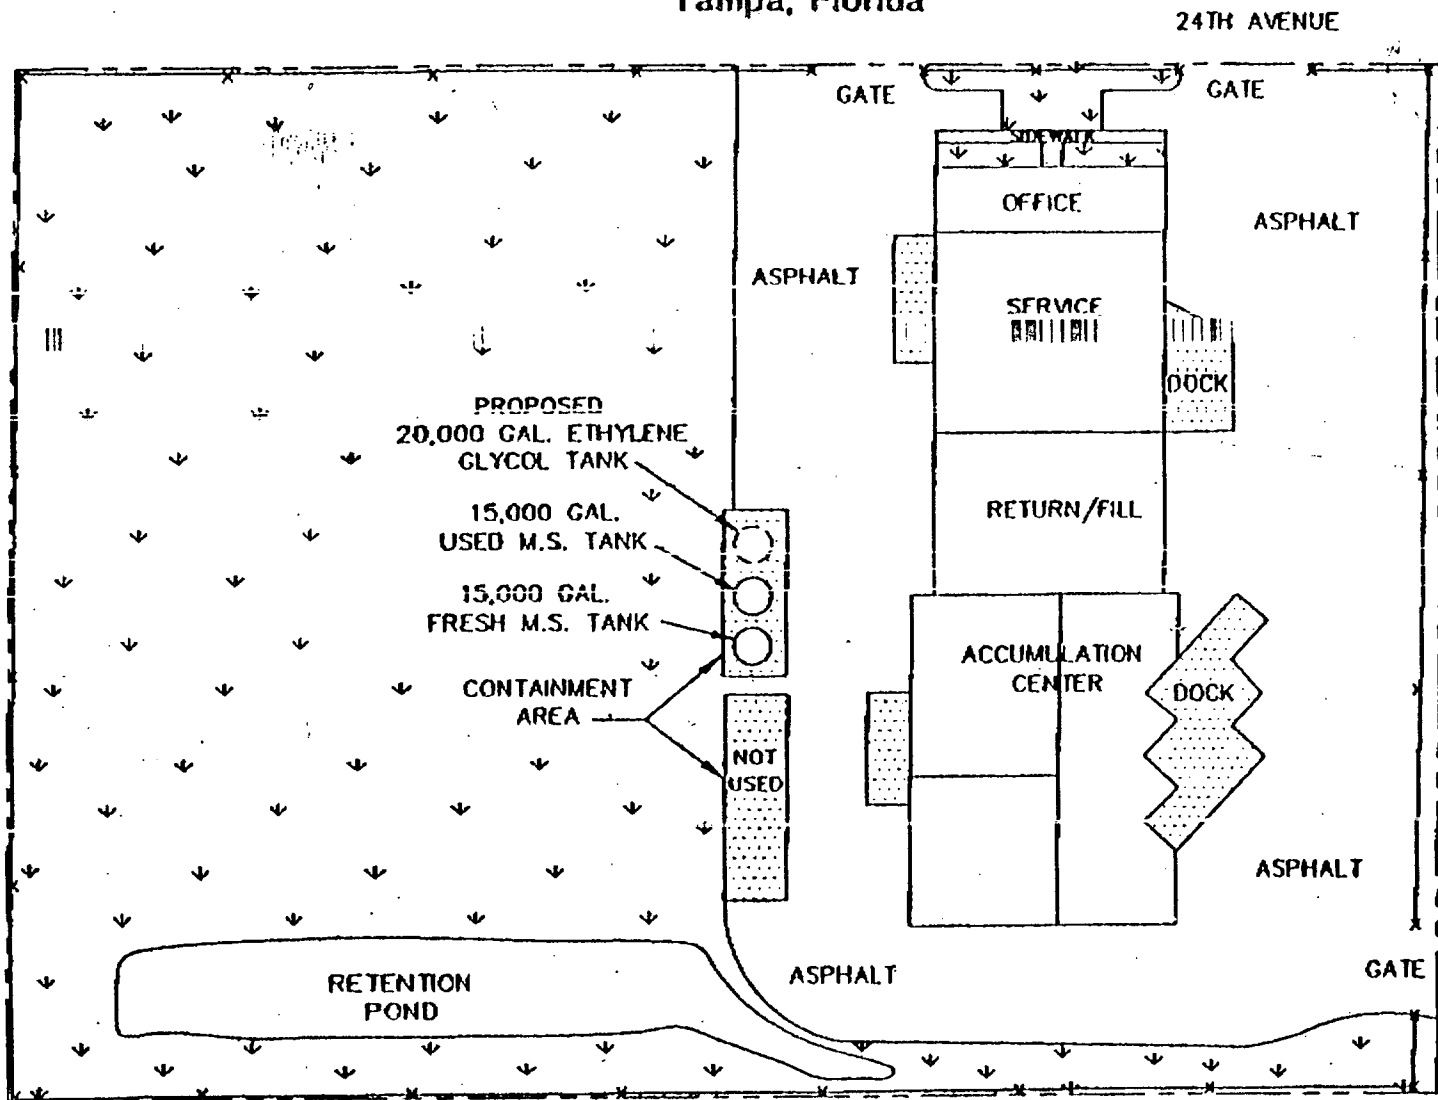 Tampa, Florida
24TH AVENUE
GATE
GATE
SIDEWALK
OFFICE
ASPHALT
ASPHALT
SERVICE
DOCK
PROPOSED
20,000 GAL. ETHYLENE
GLYCOL TANK
15,000 GAL.
USED M.S. TANK
RETURN/FILL
15,000 GAL.
FRESH M.S. TANK
ACCUMULATION
CENTER
DOCK
CONTAINMENT
AREA
NOT
USED
ASPHALT
RETENTION
POND
ASPHALT
GATE